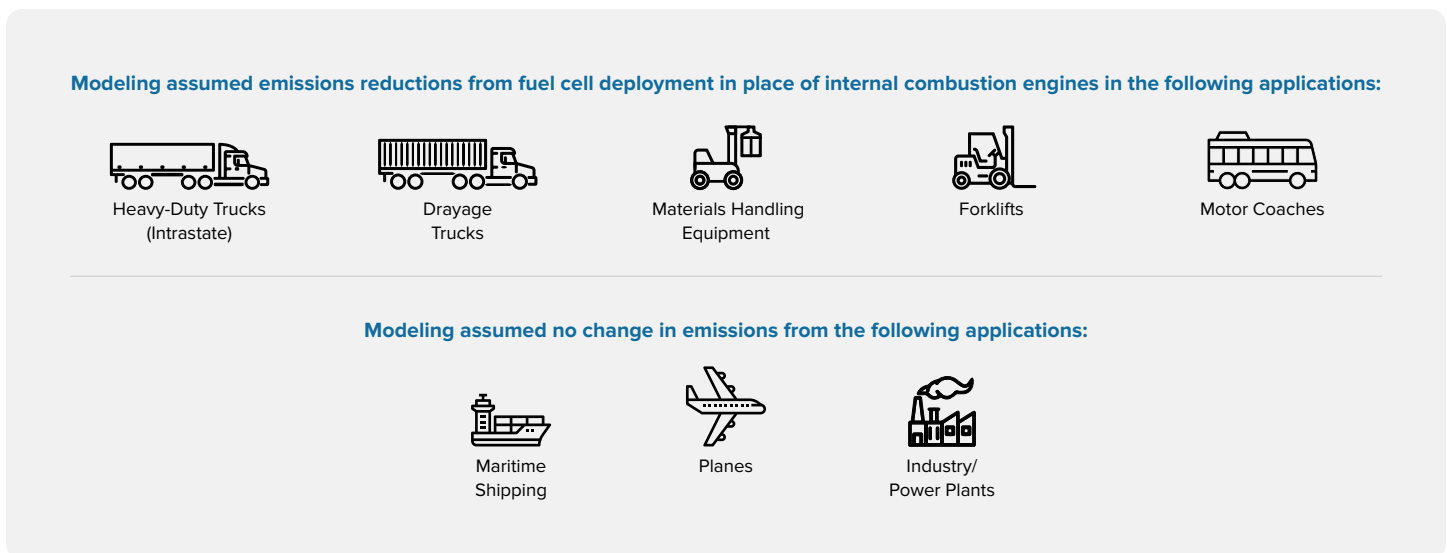 Modeling assumed emissions reductions from fuel cell deployment in place of internal combustion engines in the following applications:
Heavy-Duty Trucks
(Intrastate)
Drayage
Trucks
Materials Handling
Equipment
Forklifts
Motor Coaches
Modeling assumed no change in emissions from the following applications:
Maritime
Shipping
Planes
Industry/
Power Plants